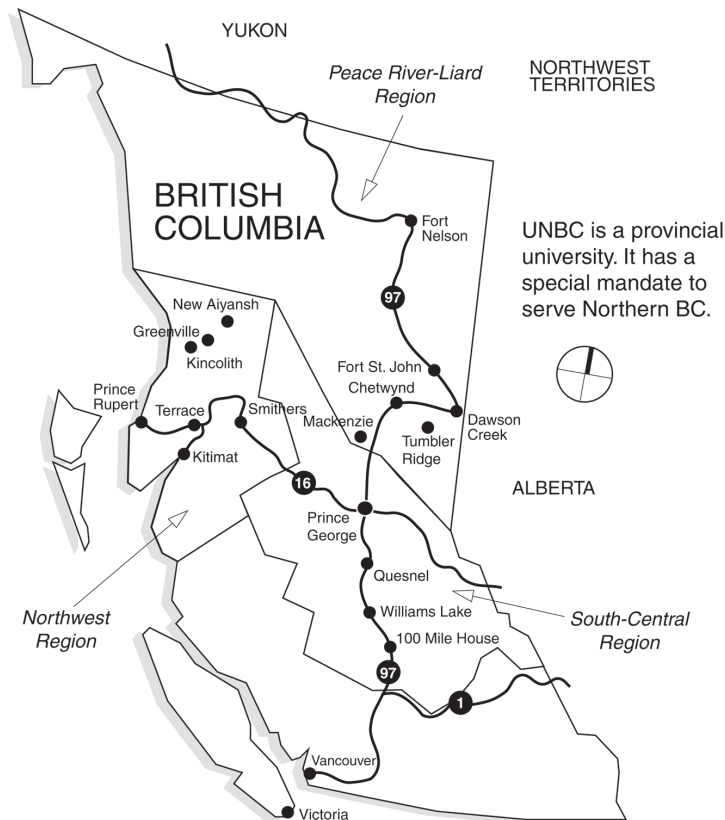 YUKON
Peace River-Liard
Region
NORTHWEST
TERRITORIES
BRITISH
COLUMBIA
Fort
Nelson
UNBC is a provincial
university. It has a
special mandate to
serve Northern BC.
97
New Aiyansh
Greenville
Kincolith
Fort St. John
Chetwynd
Prince
Rupert
Terrace
Smithers
Mackenzie
Dawson
Creek
Tumbler
Ridge
Kitimat
16
ALBERTA
Prince
George
Quesnel
Northwest
Region
Williams Lake
South-Central
Region
100 Mile House
97
1
Vancouver
Victoria